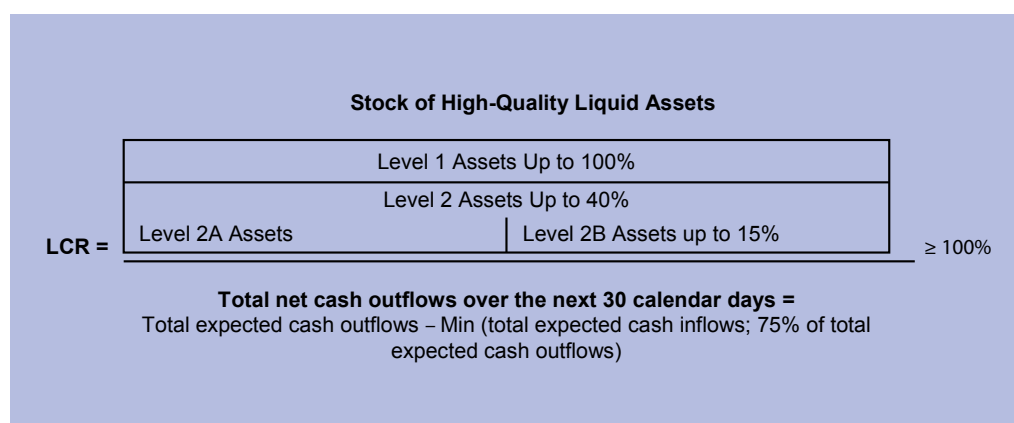 Stock of High-Quality Liquid Assets
Level 1 Assets Up to 100%
Level 2 Assets Up to 40%
Level 2A Assets
Level 2B Assets up to 15%
LCR =
≥ 100%
Total net cash outflows over the next 30 calendar days =
Total expected cash outflows – Min (total expected cash inflows; 75% of total
expected cash outflows)